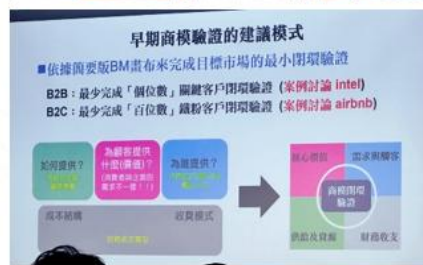 早期商模驗證的建議模式
■依據簡要版BM畫布來完成目標市場的最小閉環驗證
B2B：最少完成「個位數」關鍵客戶閉環驗證 (案例討論 intel)
B2C：最少完成「百位數」鐵粉客戶閉環驗證 (案例討論 airbnb)
如何提供？
為顧客提供
什麼(價值)？
為誰提供？
成本結構
收費模式
核心價值
需求與顧客
商模閉環
驗證
供給及資源
財務收支